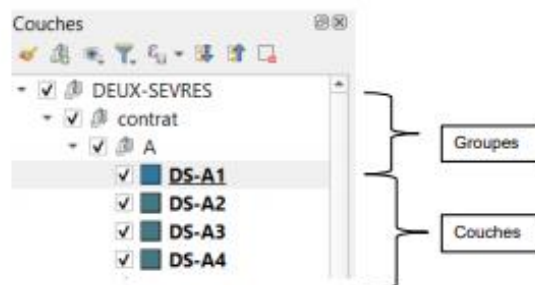 Couches
DEUX-SEVRES
contrat
A
DS-A1
DS-A2
DS-A3
DS-A4
Groupes
Couches